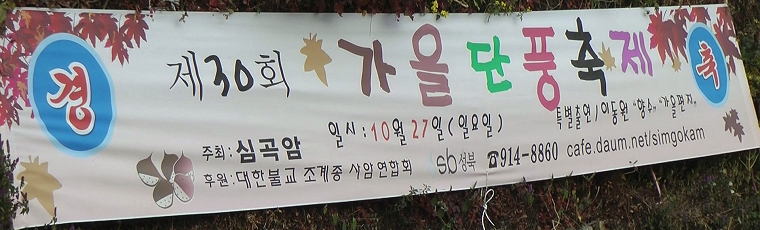 경 제30회 가을단풍축제 축
일시 : 10월 27일(일요일)
특별출연 / 이동원 "향수" "가을편지"
주최 : 심곡암
후원 : 대한불교 조계종 사암연합회 sb성북 ☎914-8860 cafe.daum.net/simgokam